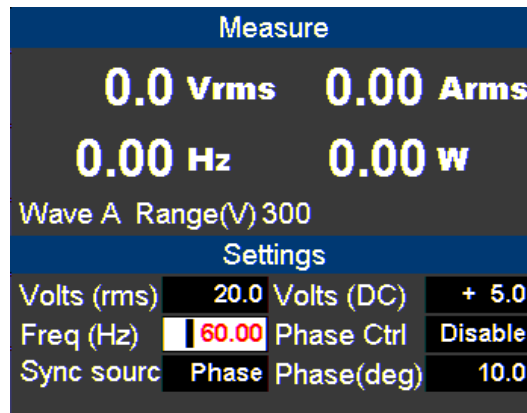 Measure
0.0 Vrms 0.00 Arms
0.00 Hz 0.00 W
Wave A Range(V) 300
Settings
Volts (rms) 20.0 Volts (DC) + 5.0
Freq (Hz) 60.00 Phase Ctrl Disable
Sync sourc Phase Phase(deg) 10.0